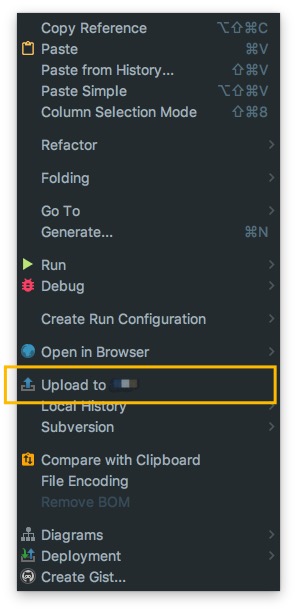 Copy Reference ⌥⇧⌘C
Paste ⌘V
Paste from History... ⇧⌘V
Paste Simple ⌥⇧⌘V
Column Selection Mode ⇧⌘8
Refactor
Folding
Go To
Generate... ⌘N
Run
Debug
Create Run Configuration
Open in Browser
Upload to
Local History
Subversion
Compare with Clipboard
File Encoding
Remove BOM
Diagrams
Deployment
Create Gist...